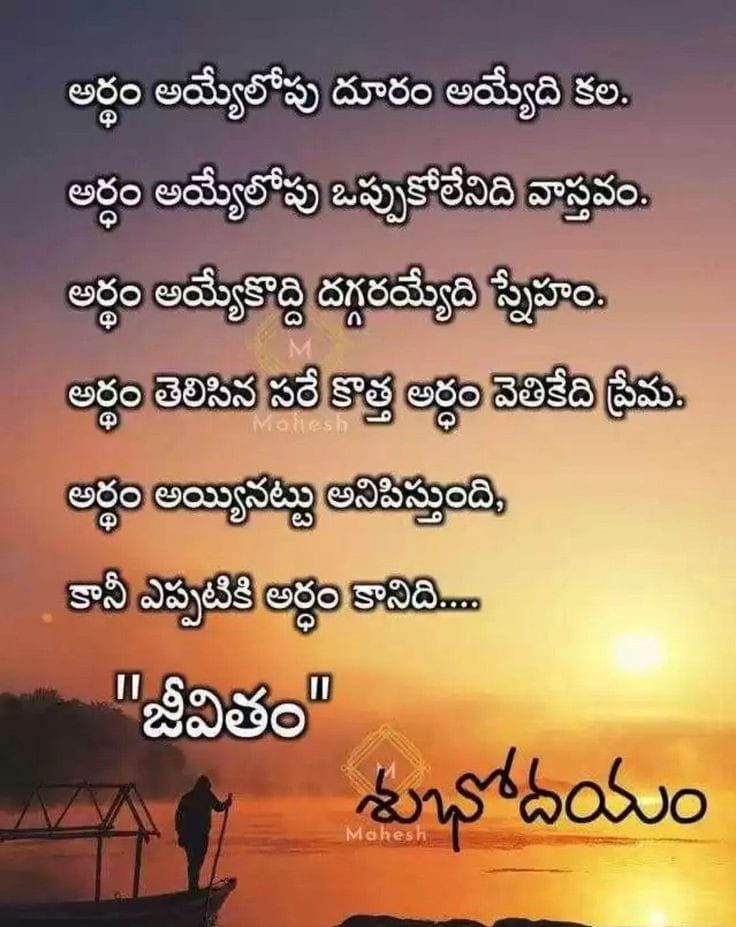 అర్థం అయ్యేలోపు దూరం అయ్యేది కల.
అర్ధం అయ్యేలోపు ఒప్పుకోలేనిది వాస్తవం.
అర్థం అయ్యేకొద్ది దగ్గరయ్యేది స్నేహం.
M
అర్థం తెలిసిన సరే కొత్త అర్ధం వెతికేది ప్రేమ.
Mahesh
అర్థం అయ్యినట్టు అనిపిస్తుంది,
కానీ ఎప్పటికి అర్ధం కానిది....
"జీవితం"
M
శుభోదయం
Mahesh